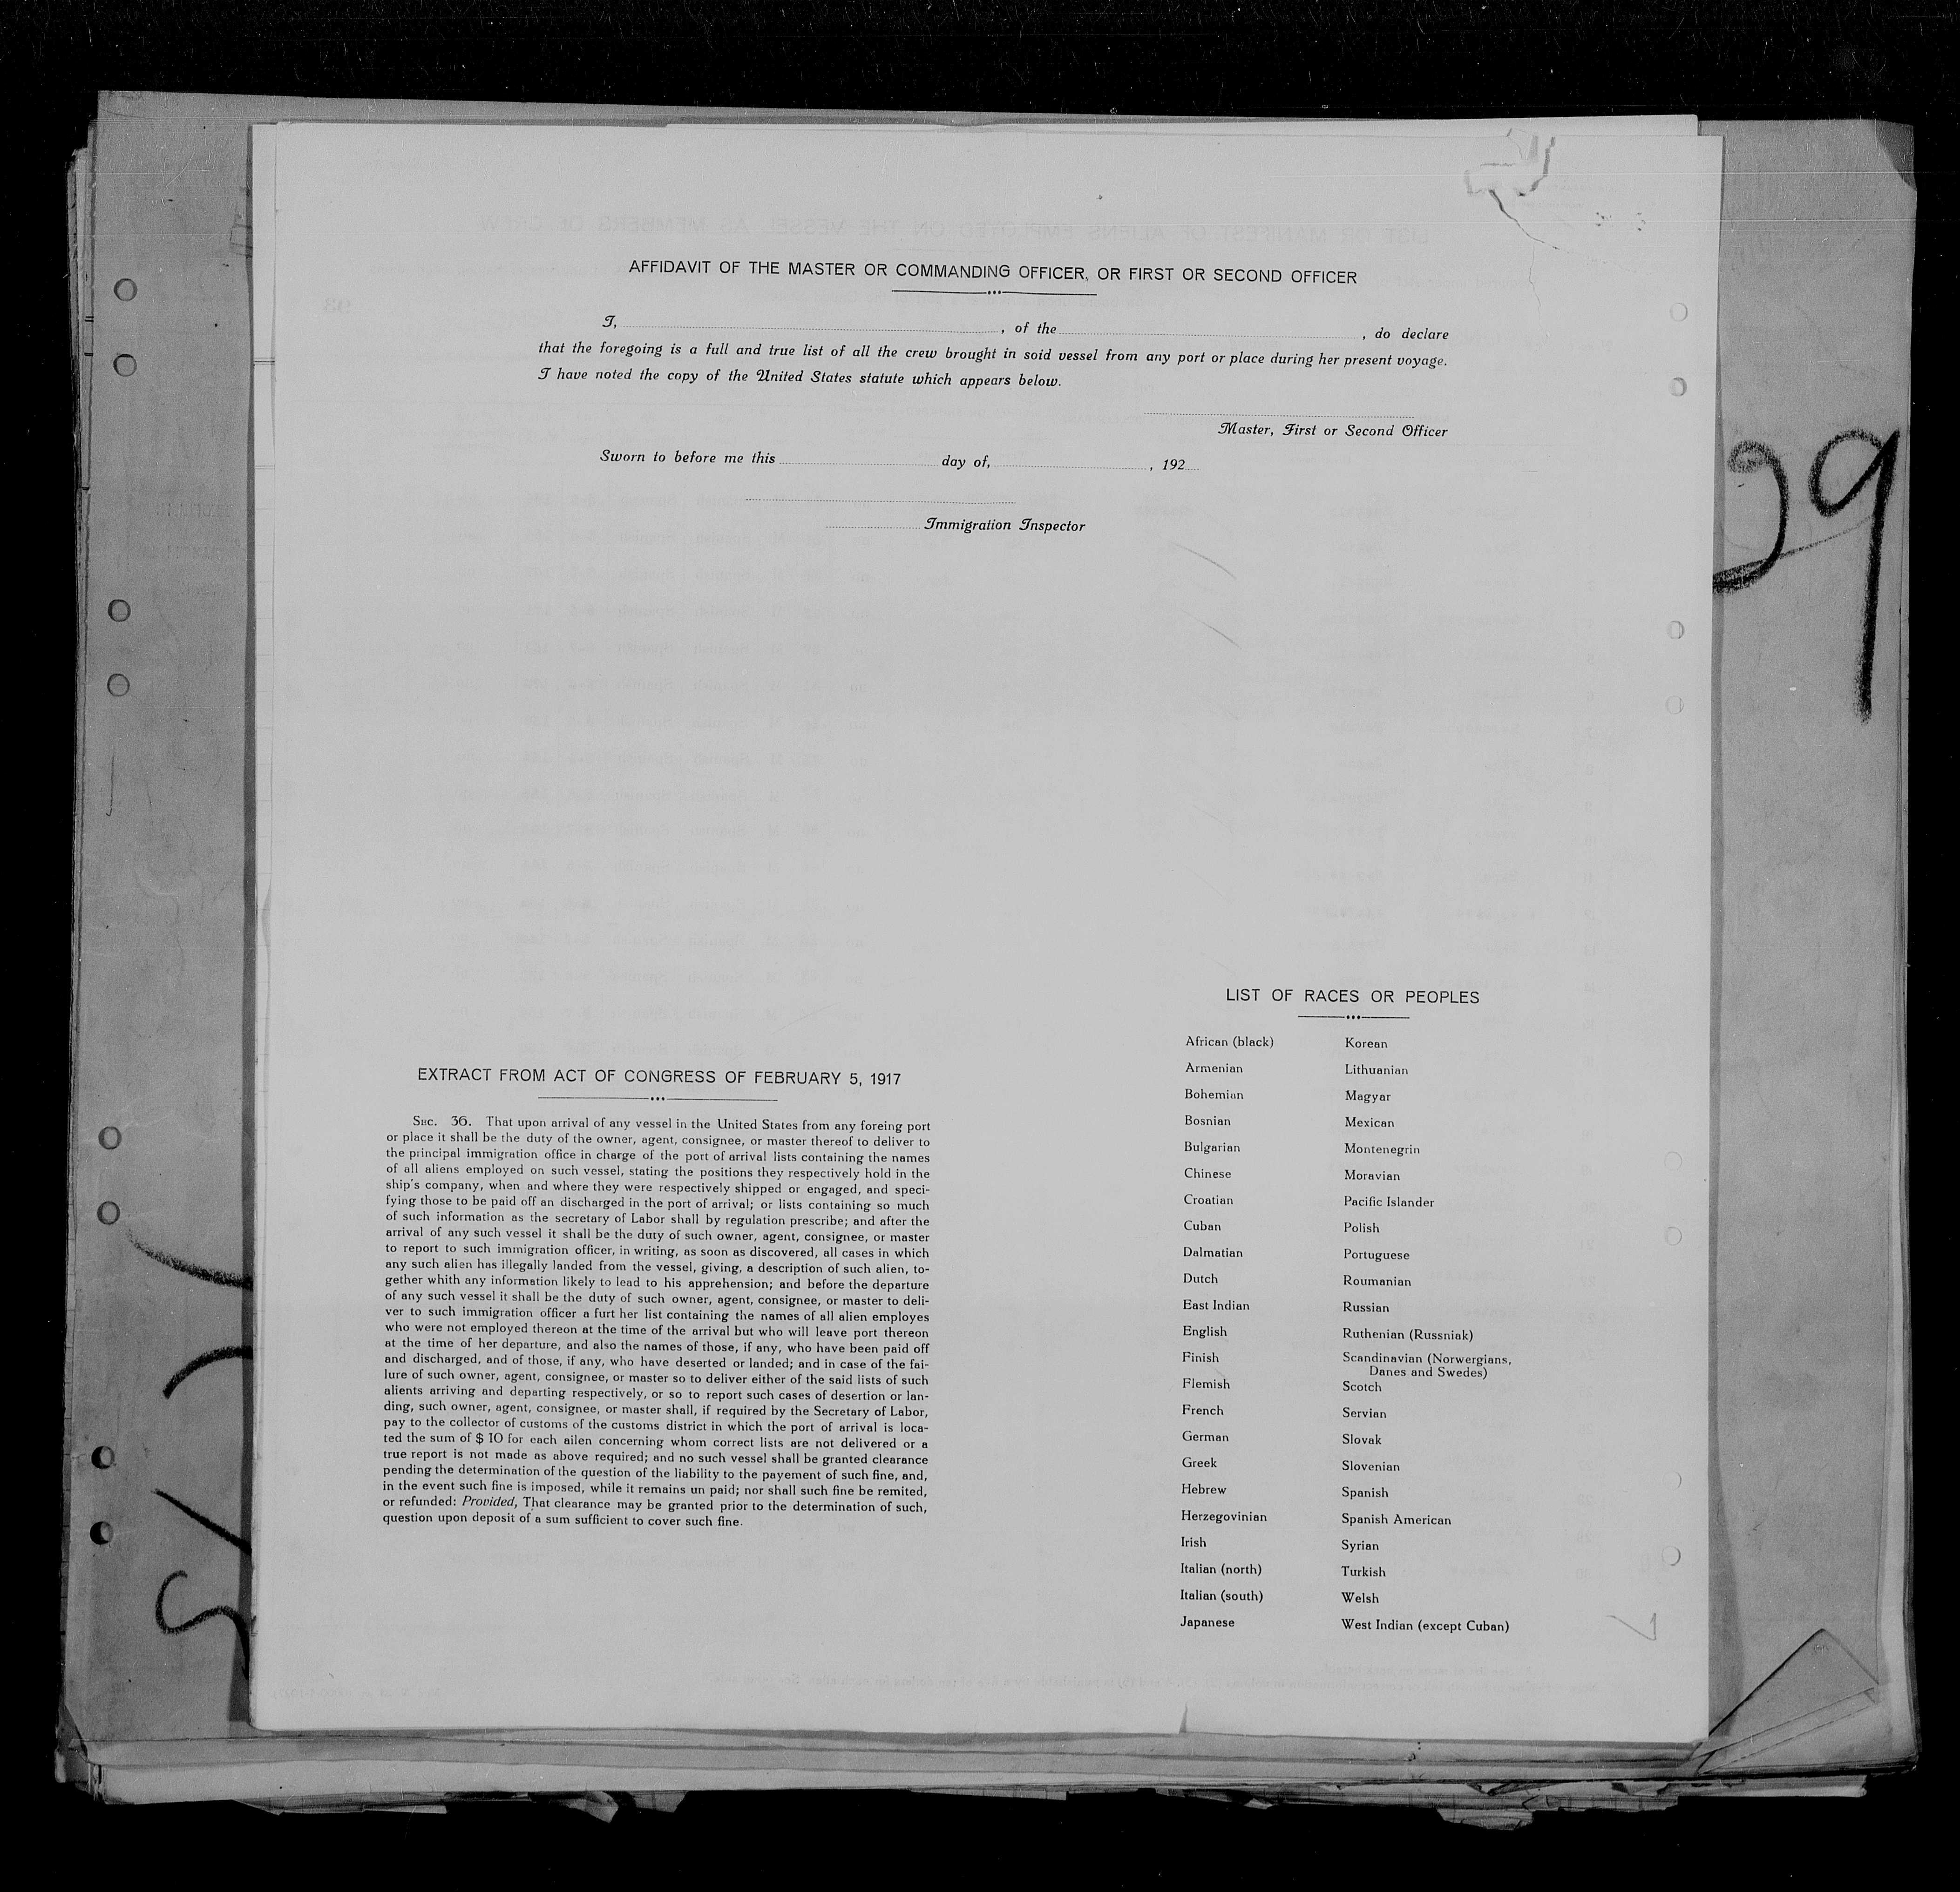 AFFIDAVIT OF THE MASTER OR COMMANDING OFFICER, OR FIRST OR SECOND OFFICER
I, , of the , do declare
that the foregoing is a full and true list of all the crew brought in soid vessel from any port or place during her present voyage.
I have noted the copy of the United States statute which appears below.
Master, First or Second Officer
Sworn to before me this day of, , 192
Immigration Inspector
EXTRACT FROM ACT OF CONGRESS OF FEBRUARY 5, 1917
SEC. 36. That upon arrival of any vessel in the United States from any foreing port
or place it shall be the duty of the owner, agent, consignee, or master thereof to deliver to
the principal immigration office in charge of the port of arrival lists containing the names
of all aliens employed on such vessel, stating the positions they respectively hold in the
ship's company, when and where they were respectively shipped or engaged, and speci-
fying those to be paid off an discharged in the port of arrival; or lists containing so much
of such information as the secretary of Labor shall by regulation prescribe; and after the
arrival of any such vessel it shall be the duty of such owner, agent, consignee, or master
to report to such immigration officer, in writing, as soon as discovered, all cases in which
any such alien has illegally landed from the vessel, giving, a description of such alien, to-
gether whith any information likely to lead to his apprehension; and before the departure
of any such vessel it shall be the duty of such owner, agent, consignee, or master to deli-
ver to such immigration officer a furt her list containing the names of all alien employes
who were not employed thereon at the time of the arrival but who will leave port thereon
at the time of her departure, and also the names of those, if any, who have been paid off
and discharged, and of those, if any, who have deserted or landed; and in case of the fai-
lure of such owner, agent, consignee, or master so to deliver either of the said lists of such
alients arriving and departing respectively, or so to report such cases of desertion or lan-
ding, such owner, agent, consignee, or master shall, if required by the Secretary of Labor,
pay to the collector of customs of the customs district in which the port of arrival is loca-
ted the sum of $ 10 for each ailen concerning whom correct lists are not delivered or a
true report is not made as above required; and no such vessel shall be granted clearance
pending the determination of the question of the liability to the payement of such fine, and,
in the event such fine is imposed, while it remains un paid; nor shall such fine be remited,
or refunded: Provided, That clearance may be granted prior to the determination of such,
question upon deposit of a sum sufficient to cover such fine.
LIST OF RACES OR PEOPLES
African (black)
Armenian
Bohemian
Bosnian
Bulgarian
Chinese
Croatian
Cuban
Dalmatian
Dutch
East Indian
English
Finish
Flemish
French
German
Greek
Hebrew
Herzegovinian
Irish
Italian (north)
Italian (south)
Japanese
Korean
Lithuanian
Magyar
Mexican
Montenegrin
Moravian
Pacific Islander
Polish
Portuguese
Roumanian
Russian
Ruthenian (Russniak)
Scandinavian (Norwergians,
Danes and Swedes)
Scotch
Servian
Slovak
Slovenian
Spanish
Spanish American
Syrian
Turkish
Welsh
West Indian (except Cuban)